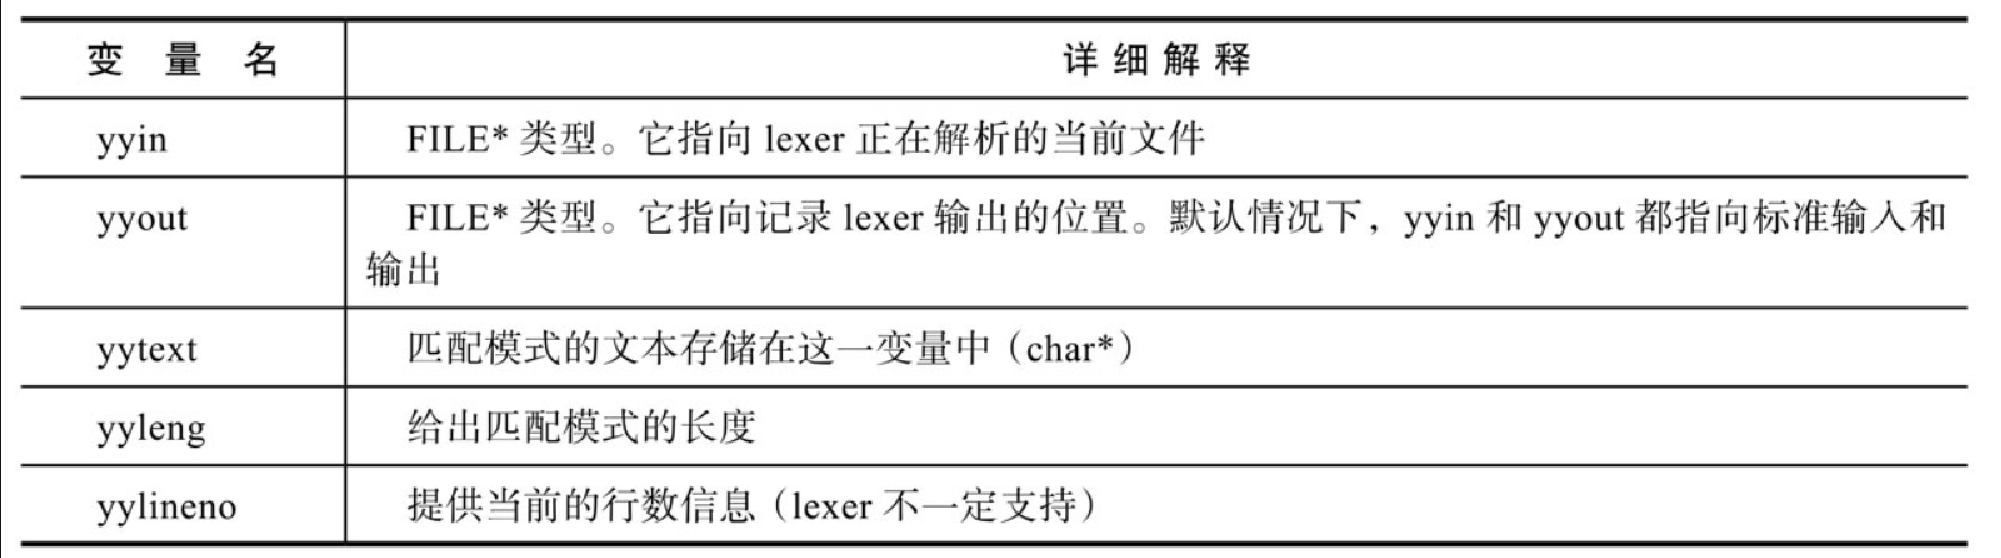 变量名 详细解释
yyin FILE* 类型。它指向 lexer 正在解析的当前文件
yyout FILE* 类型。它指向记录 lexer 输出的位置。默认情况下，yyin 和 yyout 都指向标准输入和
输出
yytext 匹配模式的文本存储在这一变量中（char*）
yyleng 给出匹配模式的长度
yylineno 提供当前的行数信息（lexer 不一定支持）